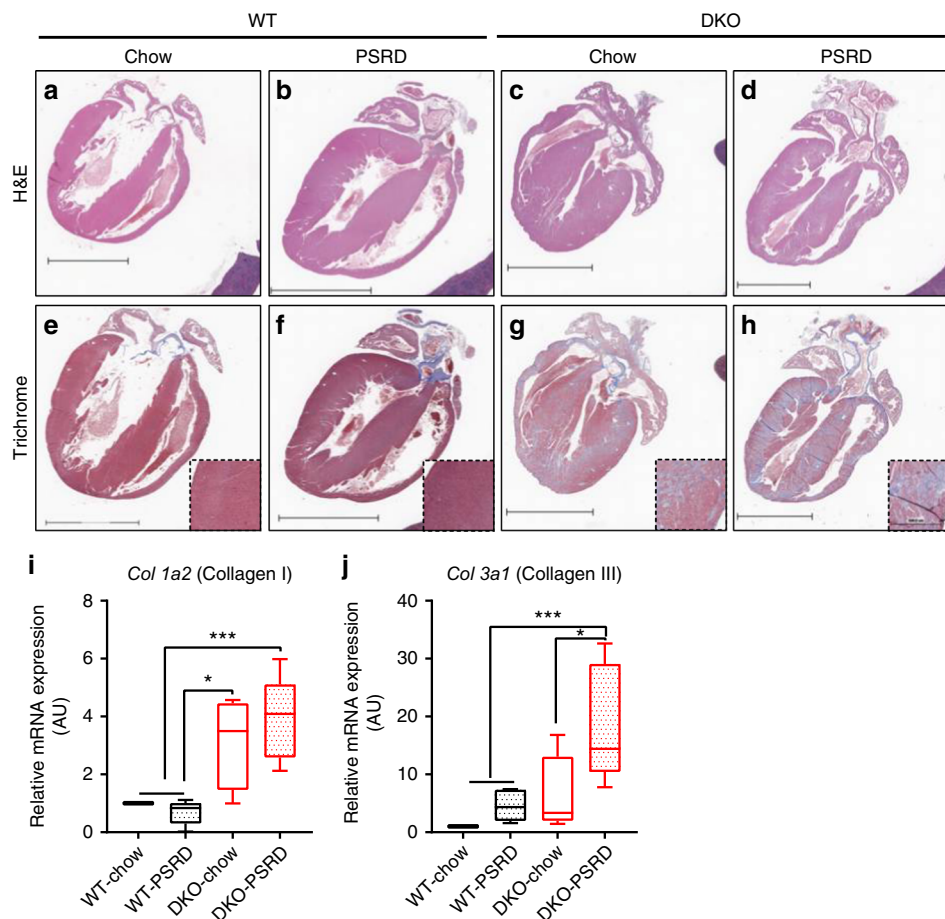 WT DKO
Chow PSRD Chow PSRD
H&E
a b c d
Trichrome
e f g h
i
Col 1a2 (Collagen I)
Relative mRNA expression
(AU)
8
6
4
2
0
***
*
WT-chow WT-PSRD DKO-chow DKO-PSRD
j
Col 3a1 (Collagen III)
Relative mRNA expression
(AU)
40
30
20
10
0
***
*
WT-chow WT-PSRD DKO-chow DKO-PSRD